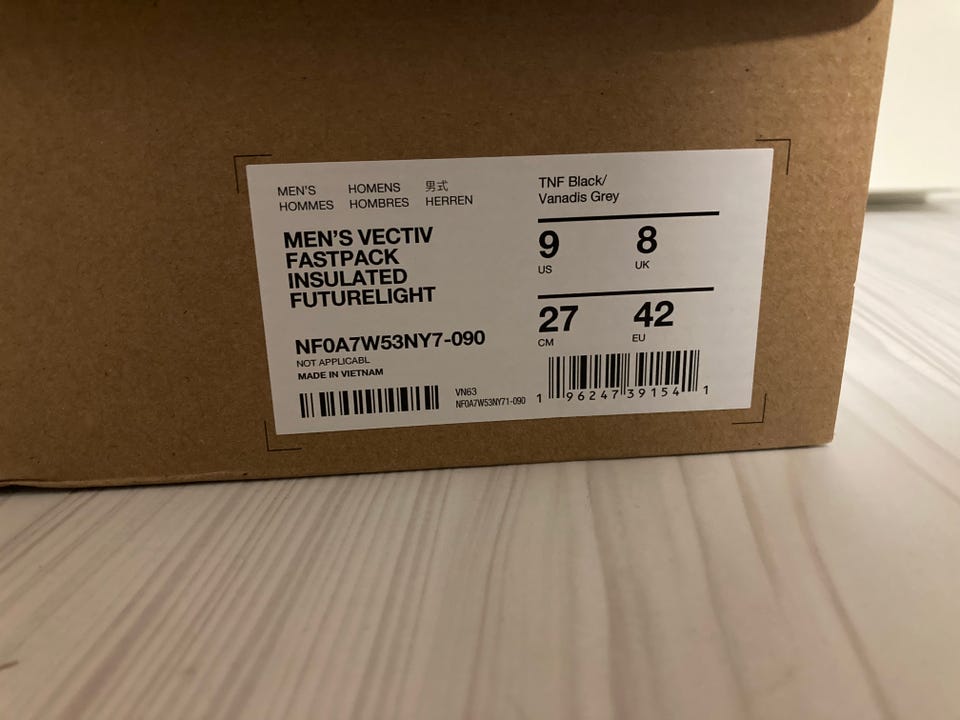 MEN'S HOMENS 男式
HOMMES HOMBRES HERREN
MEN'S VECTIV
FASTPACK
INSULATED
FUTURELIGHT
NF0A7W53NY7-090
NOT APPLICABL
MADE IN VIETNAM
VN63
NF0A7W53NY71-090
TNF Black/
Vanadis Grey
9 8
US UK
27 42
CM EU
1 96247 39154 1